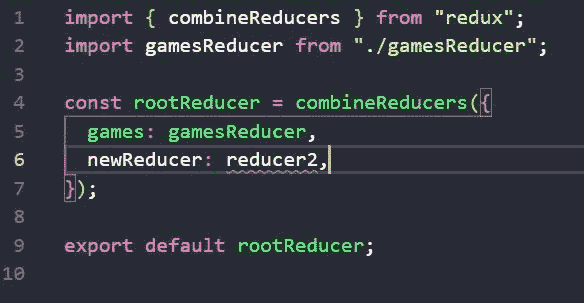 1 import { combineReducers } from "redux";
2 import gamesReducer from "./gamesReducer";
3
4 const rootReducer = combineReducers({
5 games: gamesReducer,
6 newReducer: reducer2,
7 });
8
9 export default rootReducer;
10